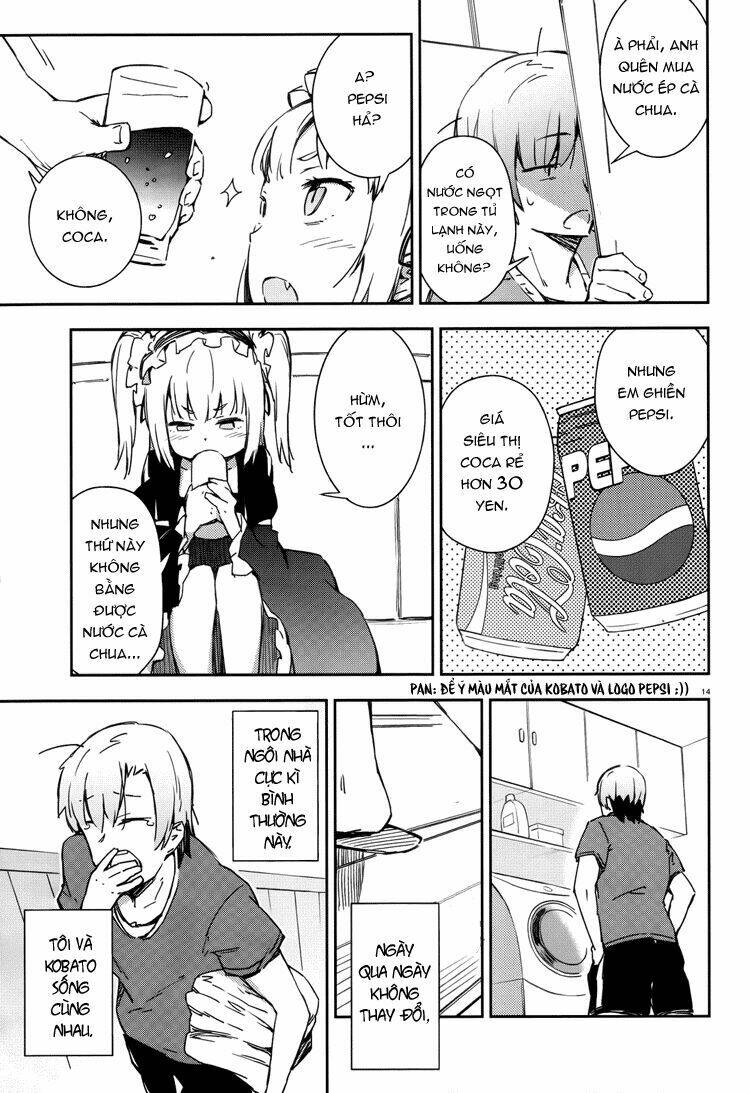 À PHẢI, ANH
QUÊN MUA
NƯỚC ÉP CÀ
CHUA.
CÓ
NƯỚC NGỌT
TRONG TỦ
LẠNH NÀY,
UỐNG
KHÔNG?
A?
PEPSI
HẢ?
KHÔNG,
COCA.
NHƯNG
EM GHIỀN
PEPSI.
GIÁ
SIÊU THỊ
COCA RẺ
HƠN 30
YEN.
PEP
HỪM,
TỐT THÔI
...
NHƯNG
THỨ NÀY
KHÔNG
BẰNG
ĐƯỢC
NƯỚC CÀ
CHUA...
PAN: ĐỂ Ý MÀU MẮT CỦA KOBATO VÀ LOGO PEPSI ;))
14
NGÀY
QUA NGÀY
KHÔNG
THAY ĐỔI,
TRONG
NGÔI NHÀ
CỰC KÌ
BÌNH
THƯỜNG
NÀY.
TÔI VÀ
KOBATO
SỐNG
CÙNG
NHAU.